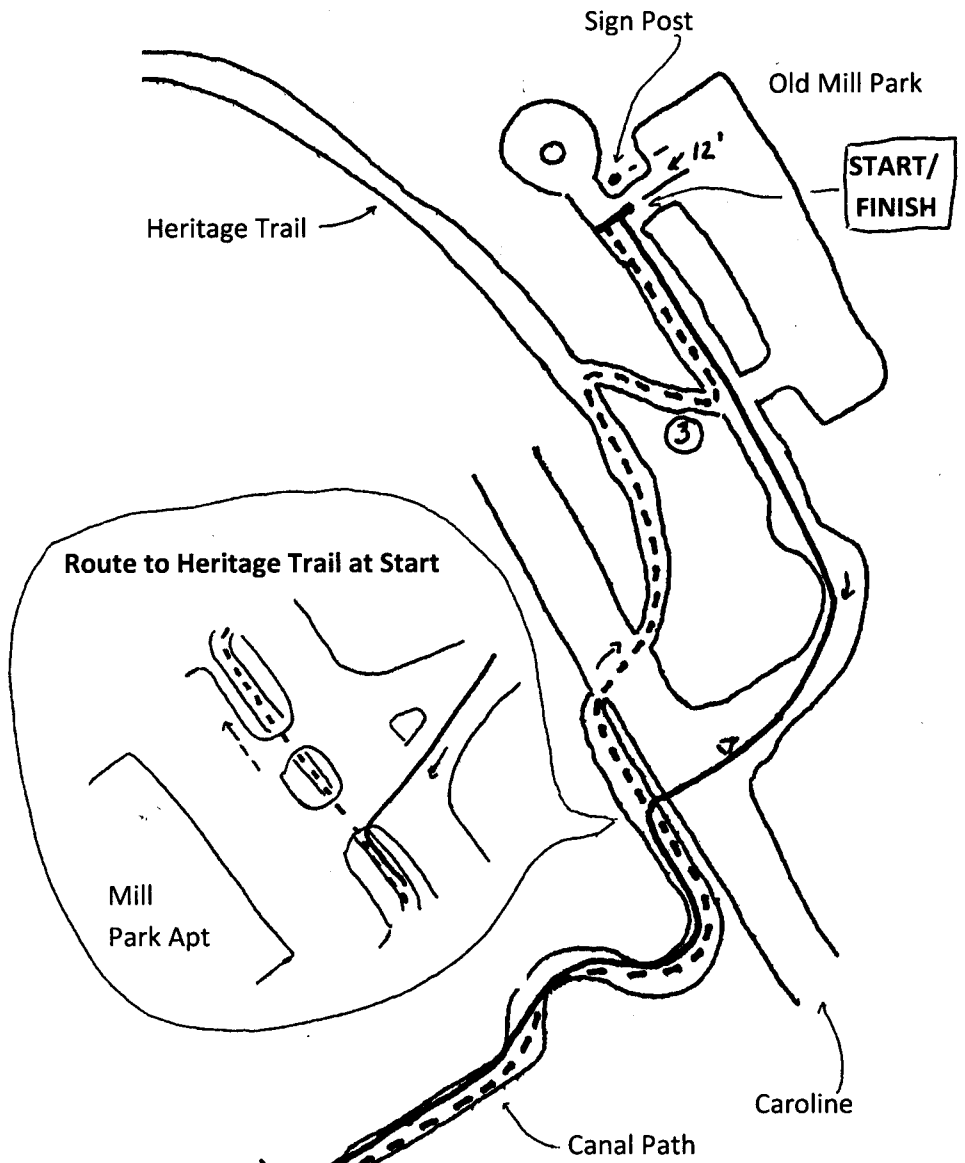 Sign Post
Old Mill Park
12'
START/
FINISH
Heritage Trail
3
Route to Heritage Trail at Start
Mill
Park Apt
Caroline
Canal Path